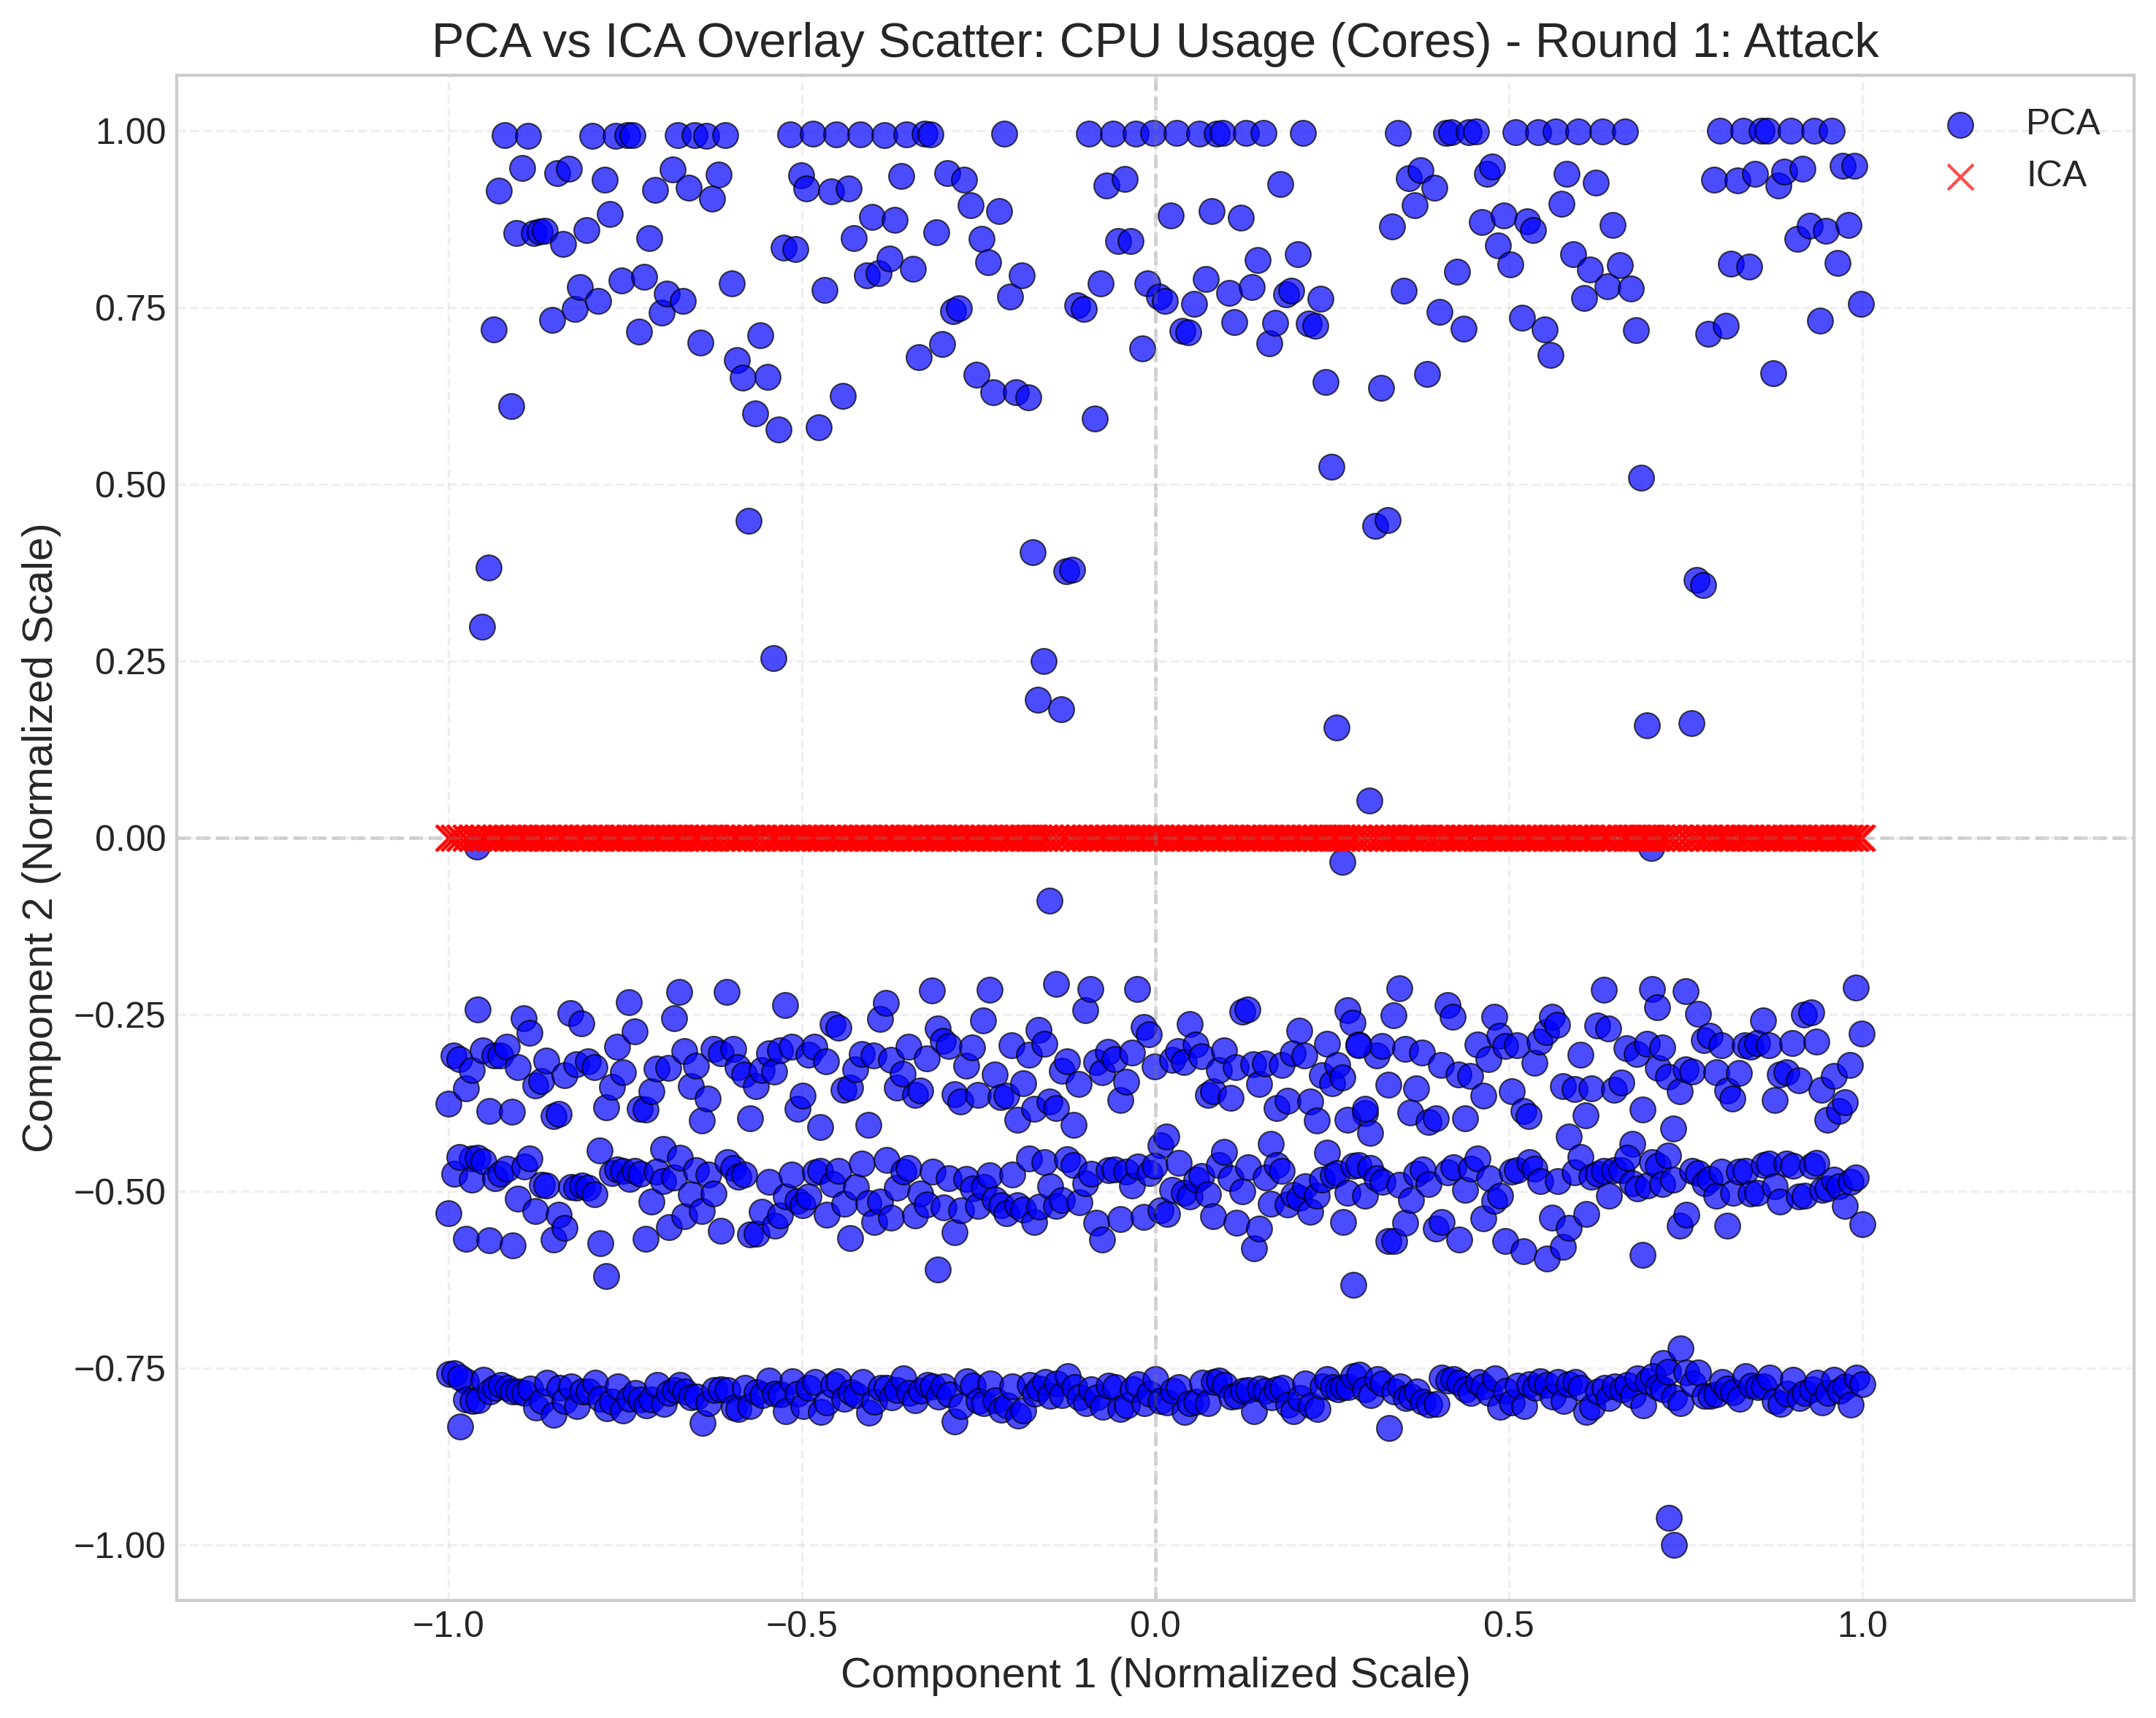 PCA vs ICA Overlay Scatter: CPU Usage (Cores) - Round 1: Attack
PCA
ICA
1.00
0.75
0.50
0.25
0.00
−0.25
−0.50
−0.75
−1.00
Component 2 (Normalized Scale)
−1.0
−0.5
0.0
0.5
1.0
Component 1 (Normalized Scale)